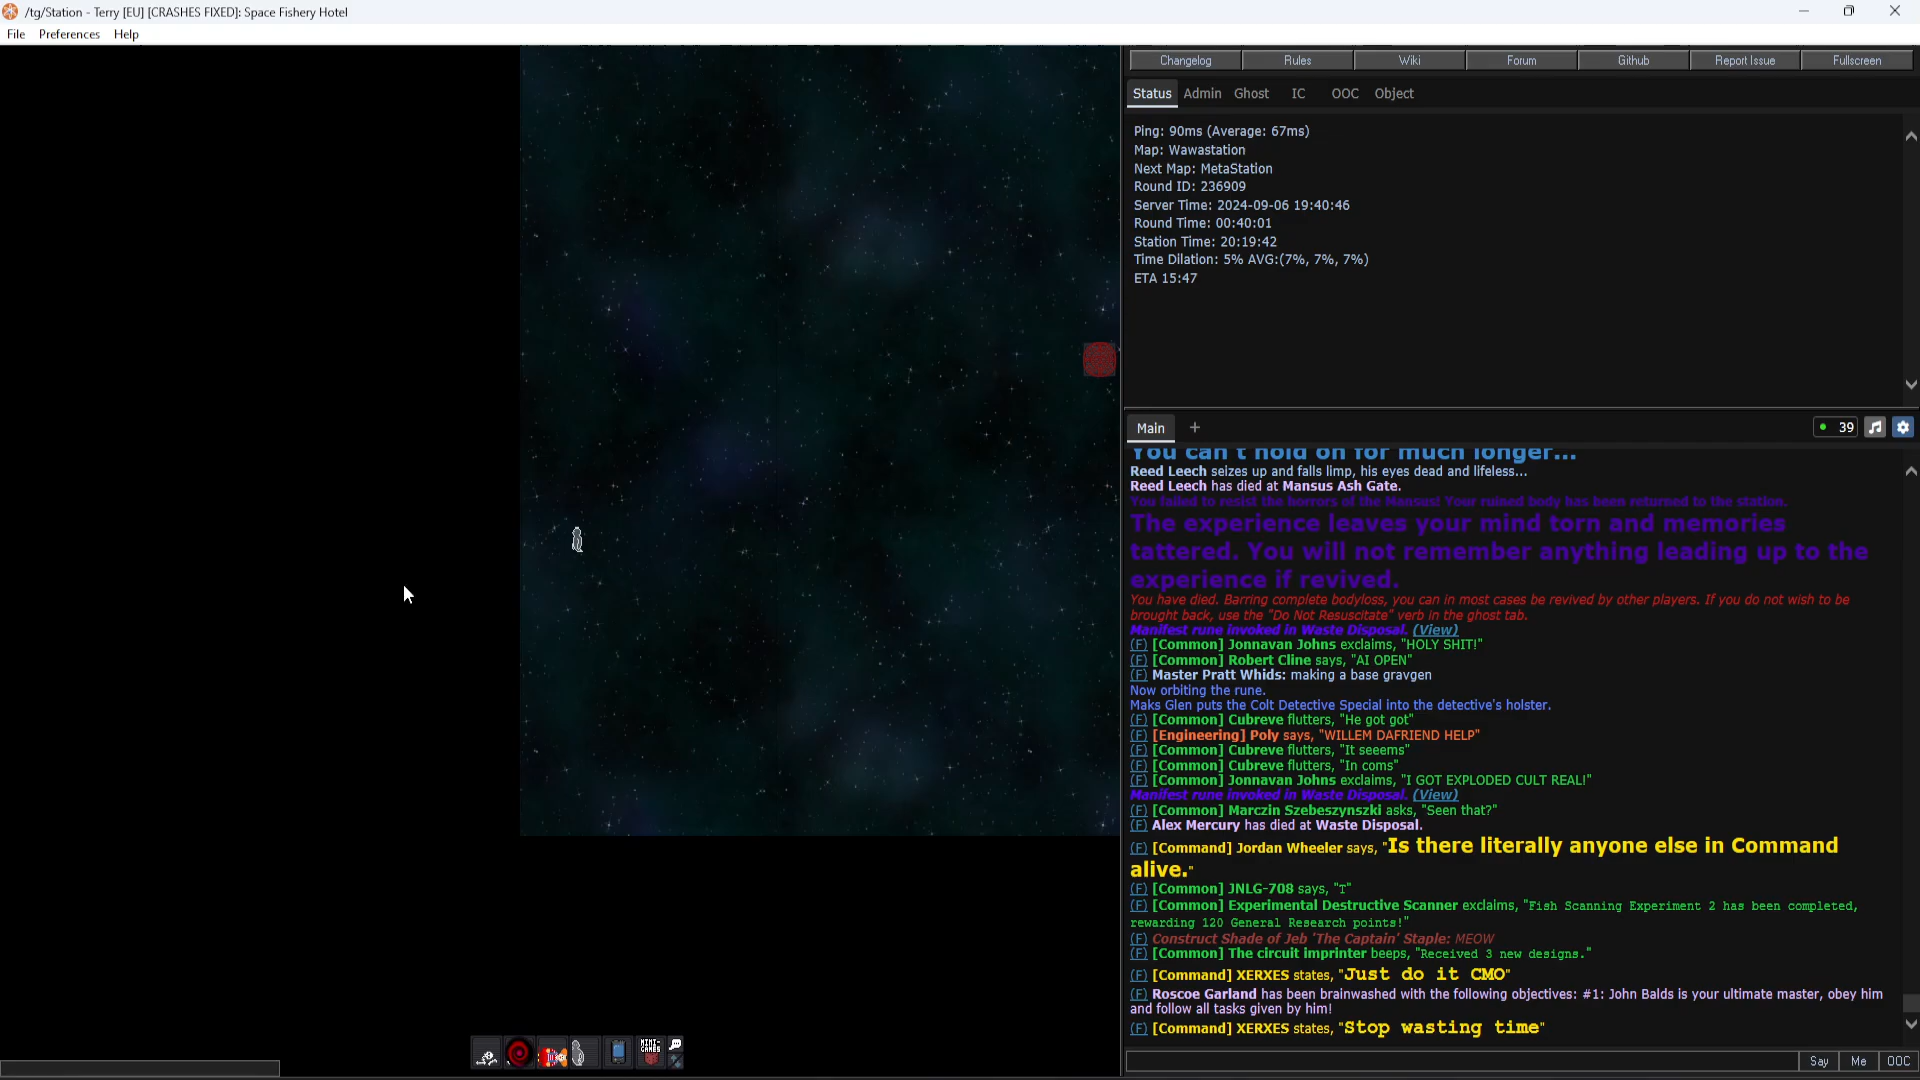 /tg/Station - Terry [EU] [CRASHES FIXED]: Space Fishery Hotel
File Preferences Help
Changelog Rules Wiki Forum Github Report Issue Fullscreen
Status Admin Ghost IC OOC Object
Ping: 90ms (Average: 67ms)
Map: Wawastation
Next Map: MetaStation
Round ID: 236909
Server Time: 2024-09-06 19:40:46
Round Time: 00:40:01
Station Time: 20:19:42
Time Dilation: 5% AVG:(7%, 7%, 7%)
ETA 15:47
Main + 39
You can't hold on for much longer...
Reed Leech seizes up and falls limp, his eyes dead and lifeless...
Reed Leech has died at Mansus Ash Gate.
You failed to resist the horrors of the Mansus! Your ruined body has been returned to the station.
The experience leaves your mind torn and memories
tattered. You will not remember anything leading up to the
experience if revived.
You have died. Barring complete bodyloss, you can in most cases be revived by other players. If you do not wish to be
brought back, use the "Do Not Resuscitate" verb in the ghost tab.
Manifest rune invoked in Waste Disposal. (View)
(F) [Common] Jonnavan Johns exclaims, "HOLY SHIT!"
(F) [Common] Robert Cline says, "AI OPEN"
(F) Master Pratt Whids: making a base gravgen
Now orbiting the rune.
Maks Glen puts the Colt Detective Special into the detective's holster.
(F) [Common] Cubreve flutters, "He got got"
(F) [Engineering] Poly says, "WILLEM DAFRIEND HELP"
(F) [Common] Cubreve flutters, "It seeems"
(F) [Common] Cubreve flutters, "In coms"
(F) [Common] Jonnavan Johns exclaims, "I GOT EXPLODED CULT REAL!"
Manifest rune invoked in Waste Disposal. (View)
(F) [Common] Marczin Szebeszynszki asks, "Seen that?"
(F) Alex Mercury has died at Waste Disposal.
(F) [Command] Jordan Wheeler says, "Is there literally anyone else in Command
alive."
(F) [Common] JNLG-708 says, "T"
(F) [Common] Experimental Destructive Scanner exclaims, "Fish Scanning Experiment 2 has been completed,
rewarding 120 General Research points!"
(F) Construct Shade of Jeb 'The Captain' Staple: MEOW
(F) [Common] The circuit imprinter beeps, "Received 3 new designs."
(F) [Command] XERXES states, "Just do it CMO"
(F) Roscoe Garland has been brainwashed with the following objectives: #1: John Balds is your ultimate master, obey him
and follow all tasks given by him!
(F) [Command] XERXES states, "Stop wasting time"
MINI-
GAMES
Say Me OOC